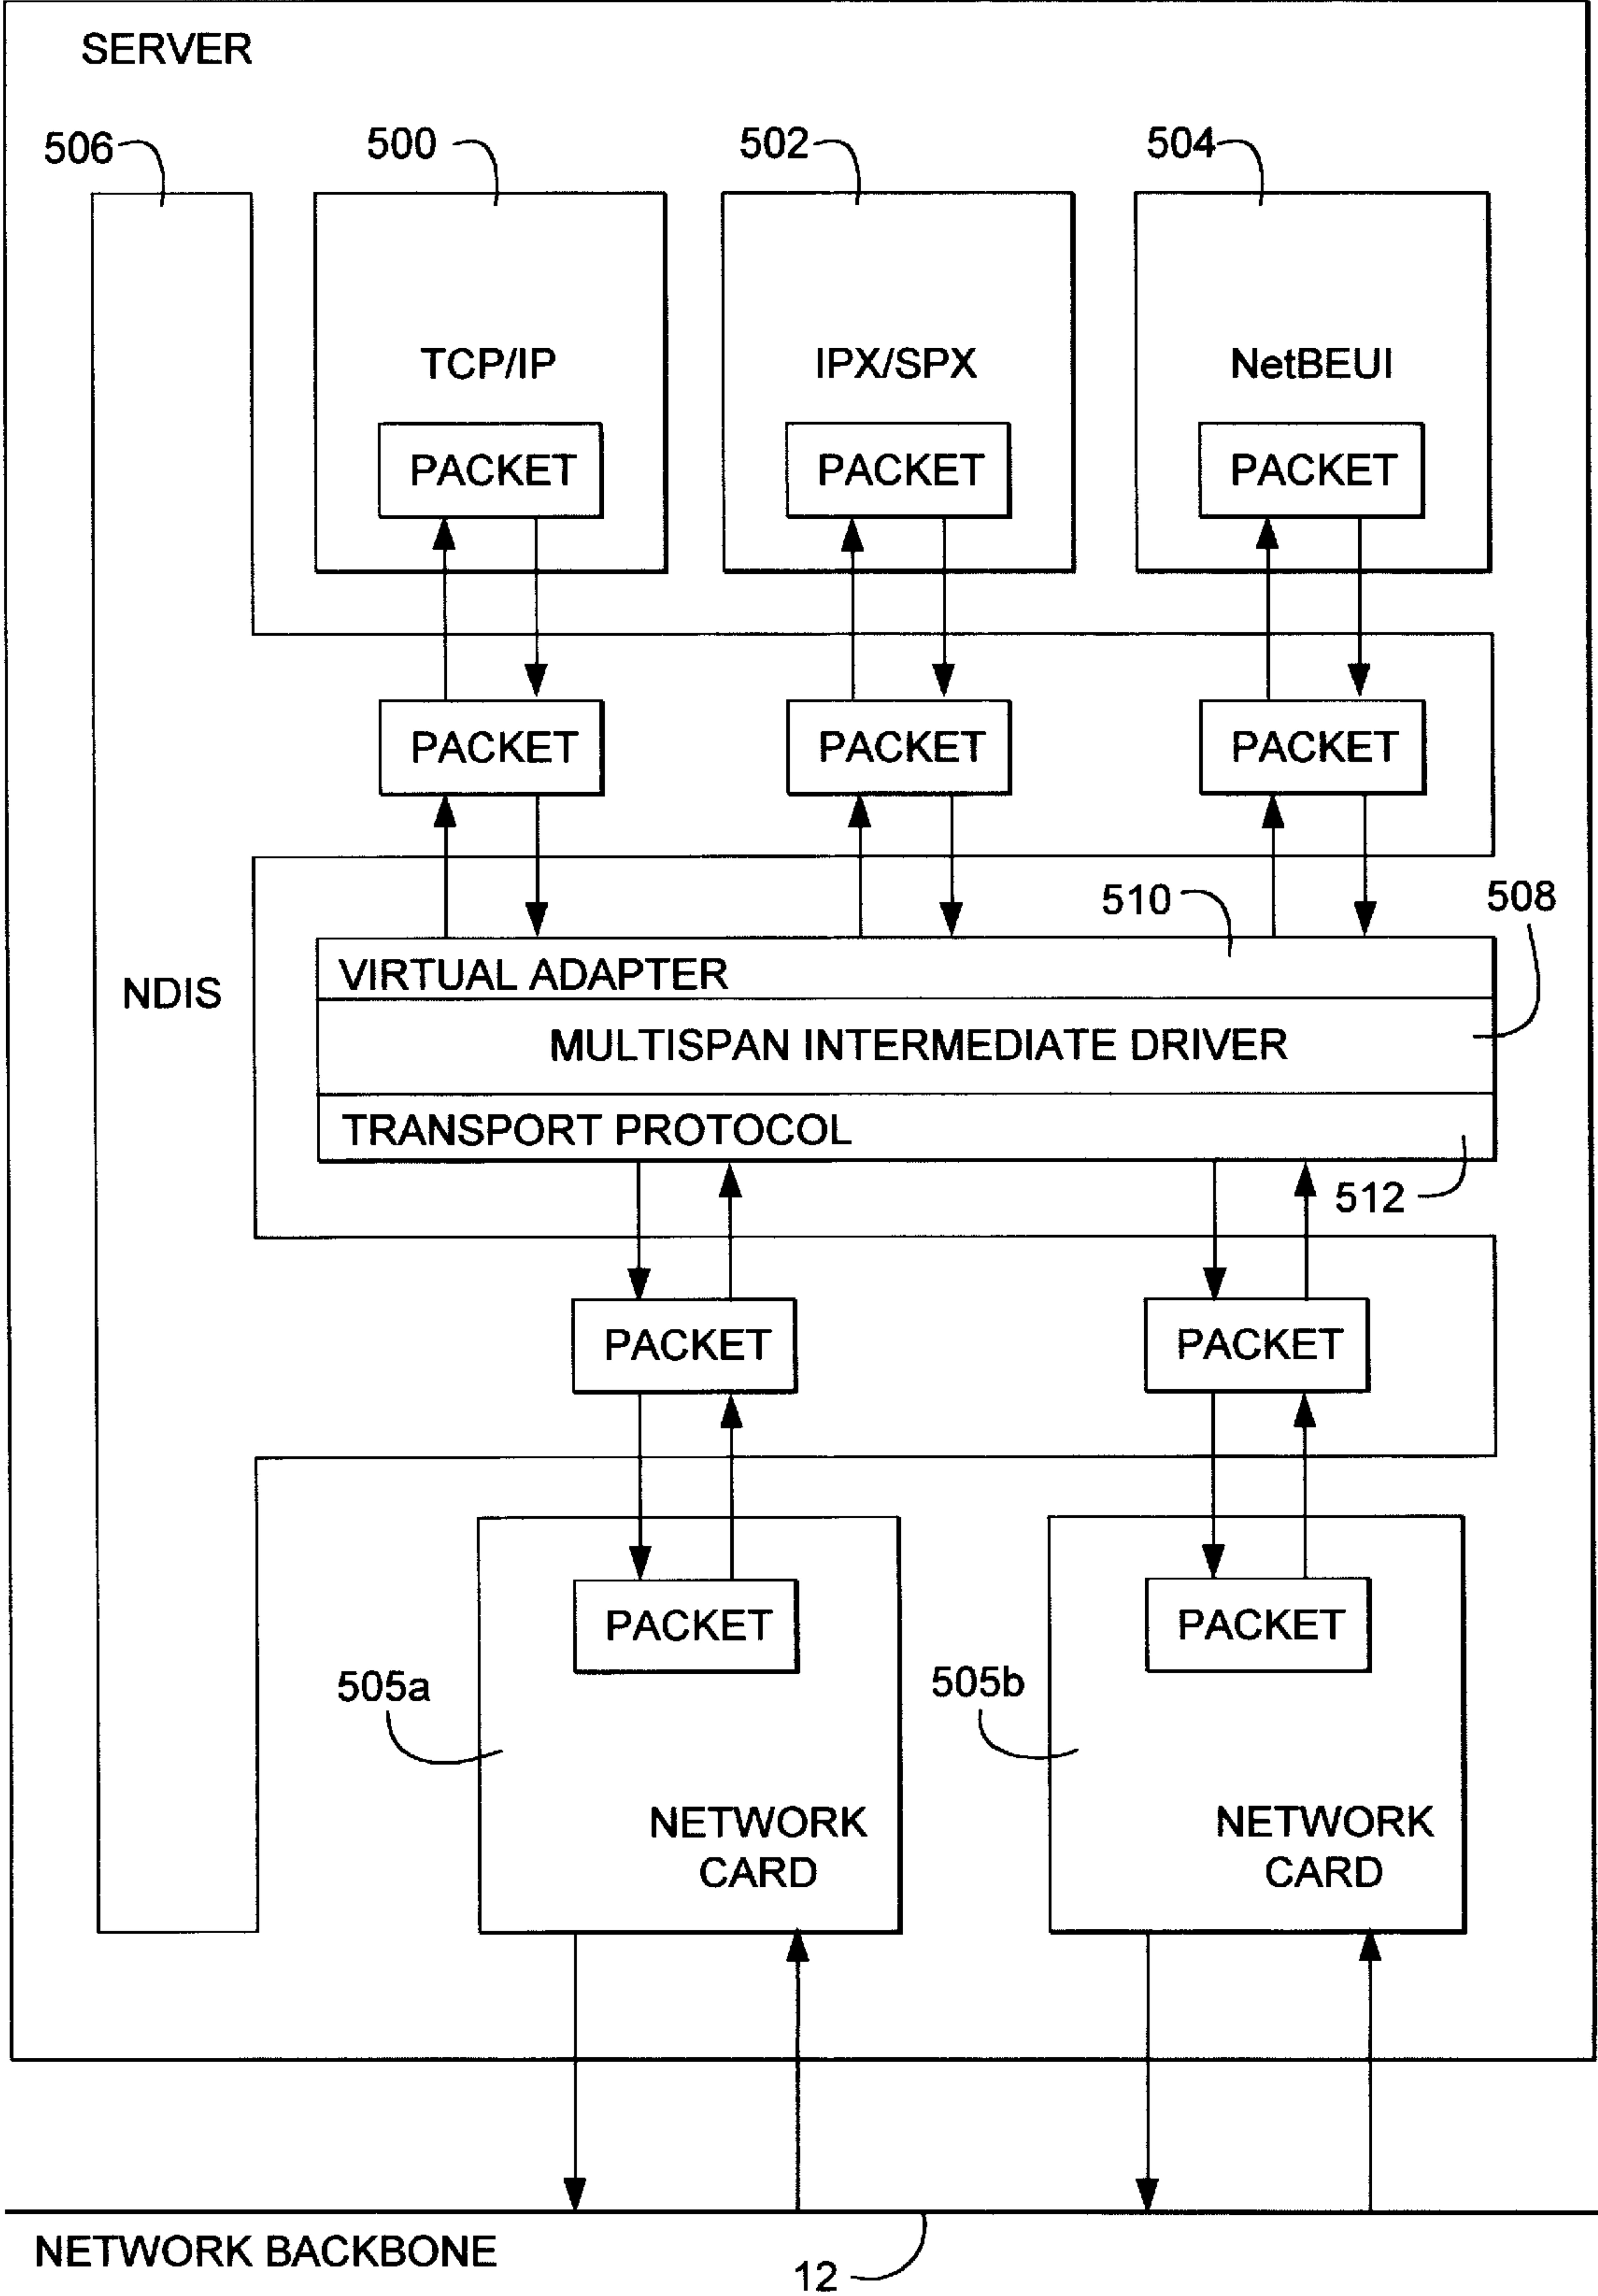 SERVER
506
500
502
504
TCP/IP
IPX/SPX
NetBEUI
PACKET
PACKET
PACKET
PACKET
PACKET
PACKET
510
508
NDIS
VIRTUAL ADAPTER
MULTISPAN INTERMEDIATE DRIVER
TRANSPORT PROTOCOL
512
PACKET
PACKET
PACKET
PACKET
505a
505b
NETWORK
CARD
NETWORK
CARD
NETWORK BACKBONE
12